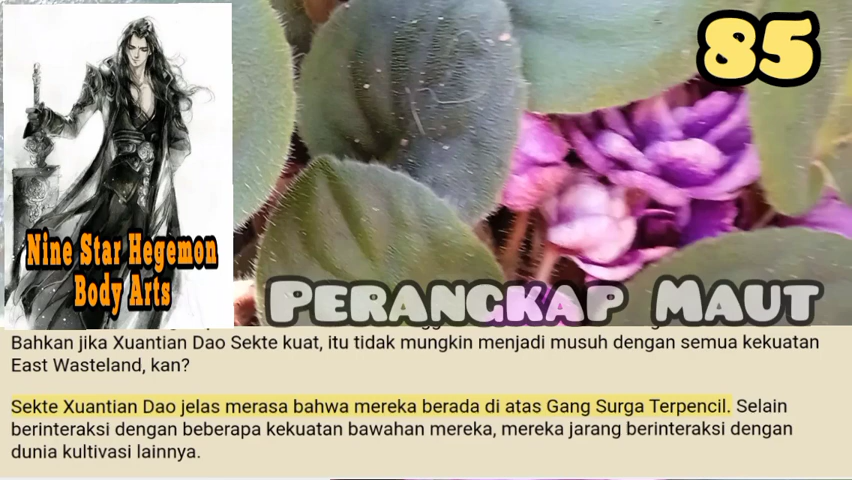 85
Nine Star Hegemon
Body Arts
Perangkap Maut
Bahkan jika Xuantian Dao Sekte kuat, itu tidak mungkin menjadi musuh dengan semua kekuatan
East Wasteland, kan?
Sekte Xuantian Dao jelas merasa bahwa mereka berada di atas Gang Surga Terpencil. Selain
berinteraksi dengan beberapa kekuatan bawahan mereka, mereka jarang berinteraksi dengan
dunia kultivasi lainnya.